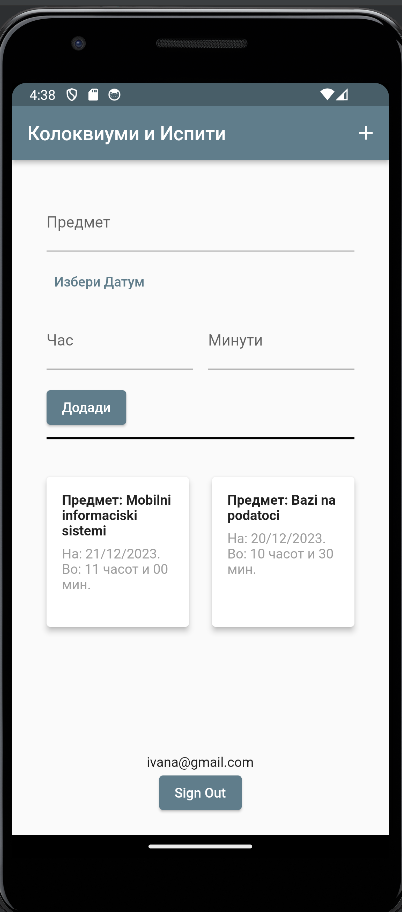 4:38
Колоквиуми и Испити
Предмет
Избери Датум
Час Минути
Додади
Предмет: Mobilni
informaciski
sistemi
На: 21/12/2023.
Во: 11 часот и 00
мин.
Предмет: Bazi na
podatoci
На: 20/12/2023.
Во: 10 часот и 30
мин.
ivana@gmail.com
Sign Out